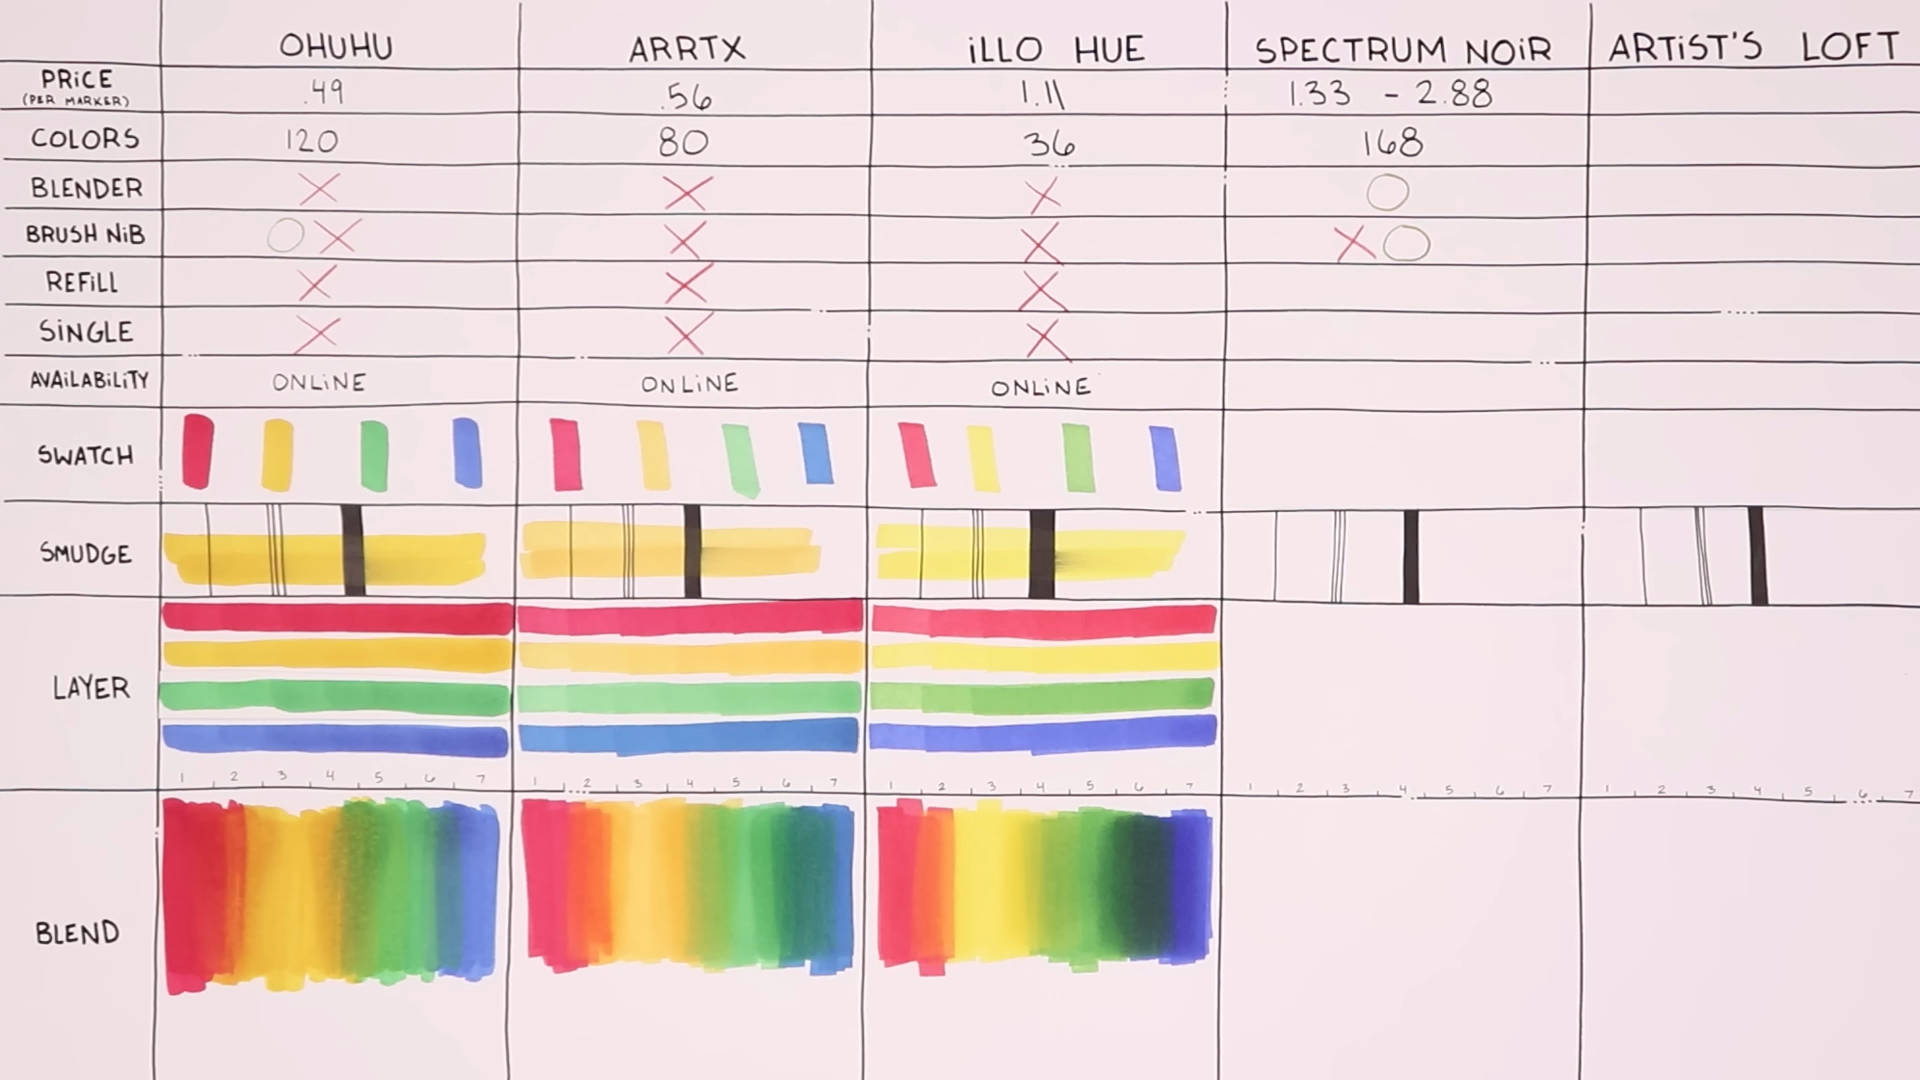 OHUHU ARRTX iLLO HUE SPECTRUM NOiR ARTiST'S LOFT
PRiCE .49 .56 1.11 1.33 - 2.88
(PER MARKER)
COLORS 120 80 36 168
BLENDER X X X O
BRUSH NiB O X X X X O
REFiLL X X X
SiNGLE X X X
AVAiLABiLiTY ONLiNE ONLiNE ONLiNE
SWATCH
SMUDGE
LAYER
1 2 3 4 5 6 7 1 2 3 4 5 6 7 1 2 3 4 5 6 7 1 2 3 4 5 6 7 1 2 3 4 5 6 7
BLEND